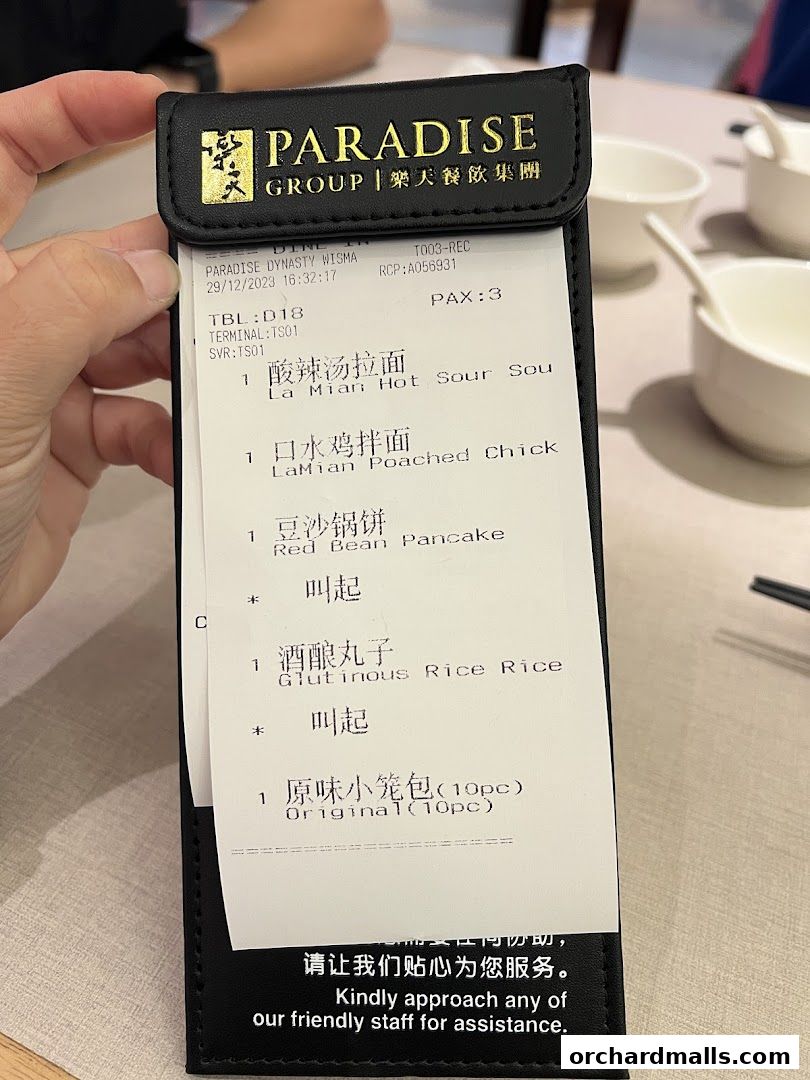 樂天
PARADISE
GROUP | 樂天餐飲集團
DINE IN
PARADISE DYNASTY WISMA T003-REC
29/12/2023 16:32:17 RCP:A056931
TBL:D18 PAX:3
TERMINAL:TS01
SVR:TS01
1 酸辣汤拉面
La Mian Hot Sour Sou
1 口水鸡拌面
LaMian Poached Chick
1 豆沙锅饼
Red Bean Pancake
* 叫起
C
1 酒酿丸子
Glutinous Rice Rice
* 叫起
1 原味小笼包(10pc)
Original(10pc)
请让我们贴心为您服务。
Kindly approach any of
our friendly staff for assistance.
orchardmalls.com